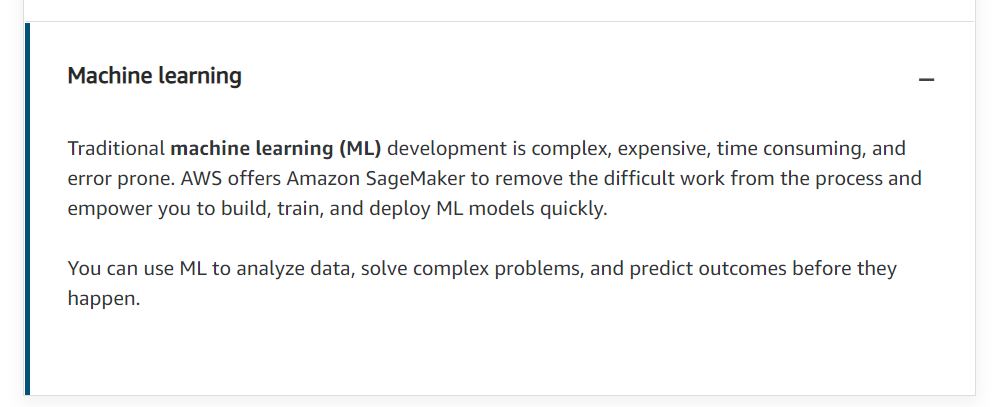 Machine learning
Traditional machine learning (ML) development is complex, expensive, time consuming, and
error prone. AWS offers Amazon SageMaker to remove the difficult work from the process and
empower you to build, train, and deploy ML models quickly.
You can use ML to analyze data, solve complex problems, and predict outcomes before they
happen.